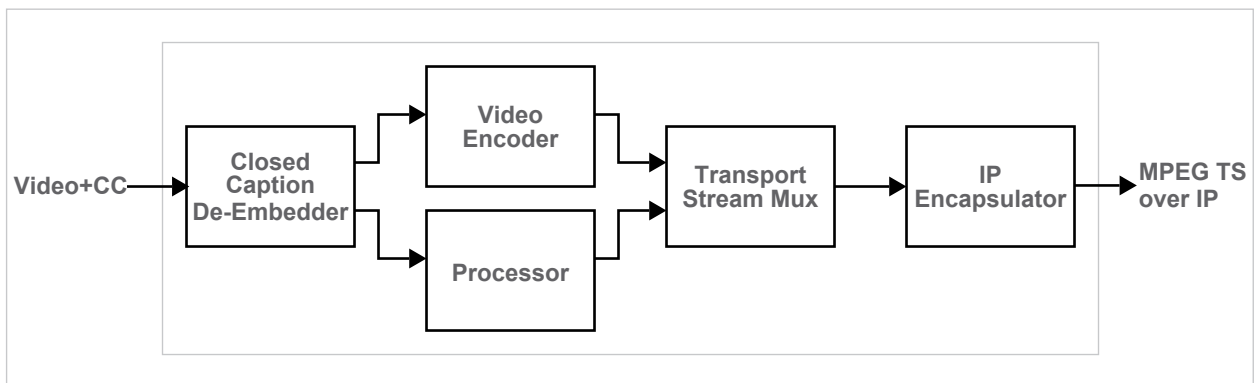 Video+CC
Closed
Caption
De-Embedder
Video
Encoder
Processor
Transport
Stream Mux
IP
Encapsulator
MPEG TS
over IP